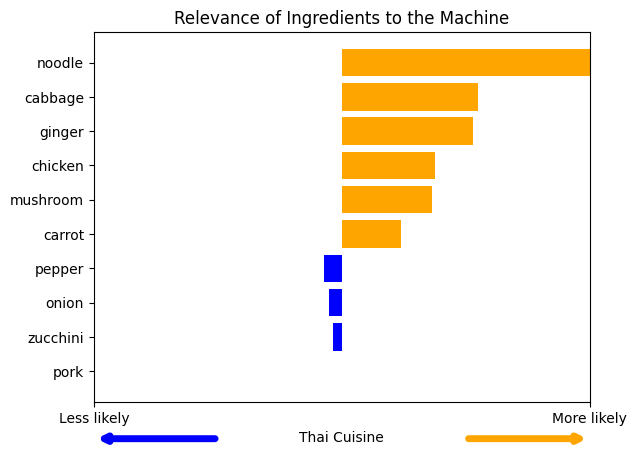 Relevance of Ingredients to the Machine
noodle
cabbage
ginger
chicken
mushroom
carrot
pepper
onion
zucchini
pork
Less likely
More likely
Thai Cuisine